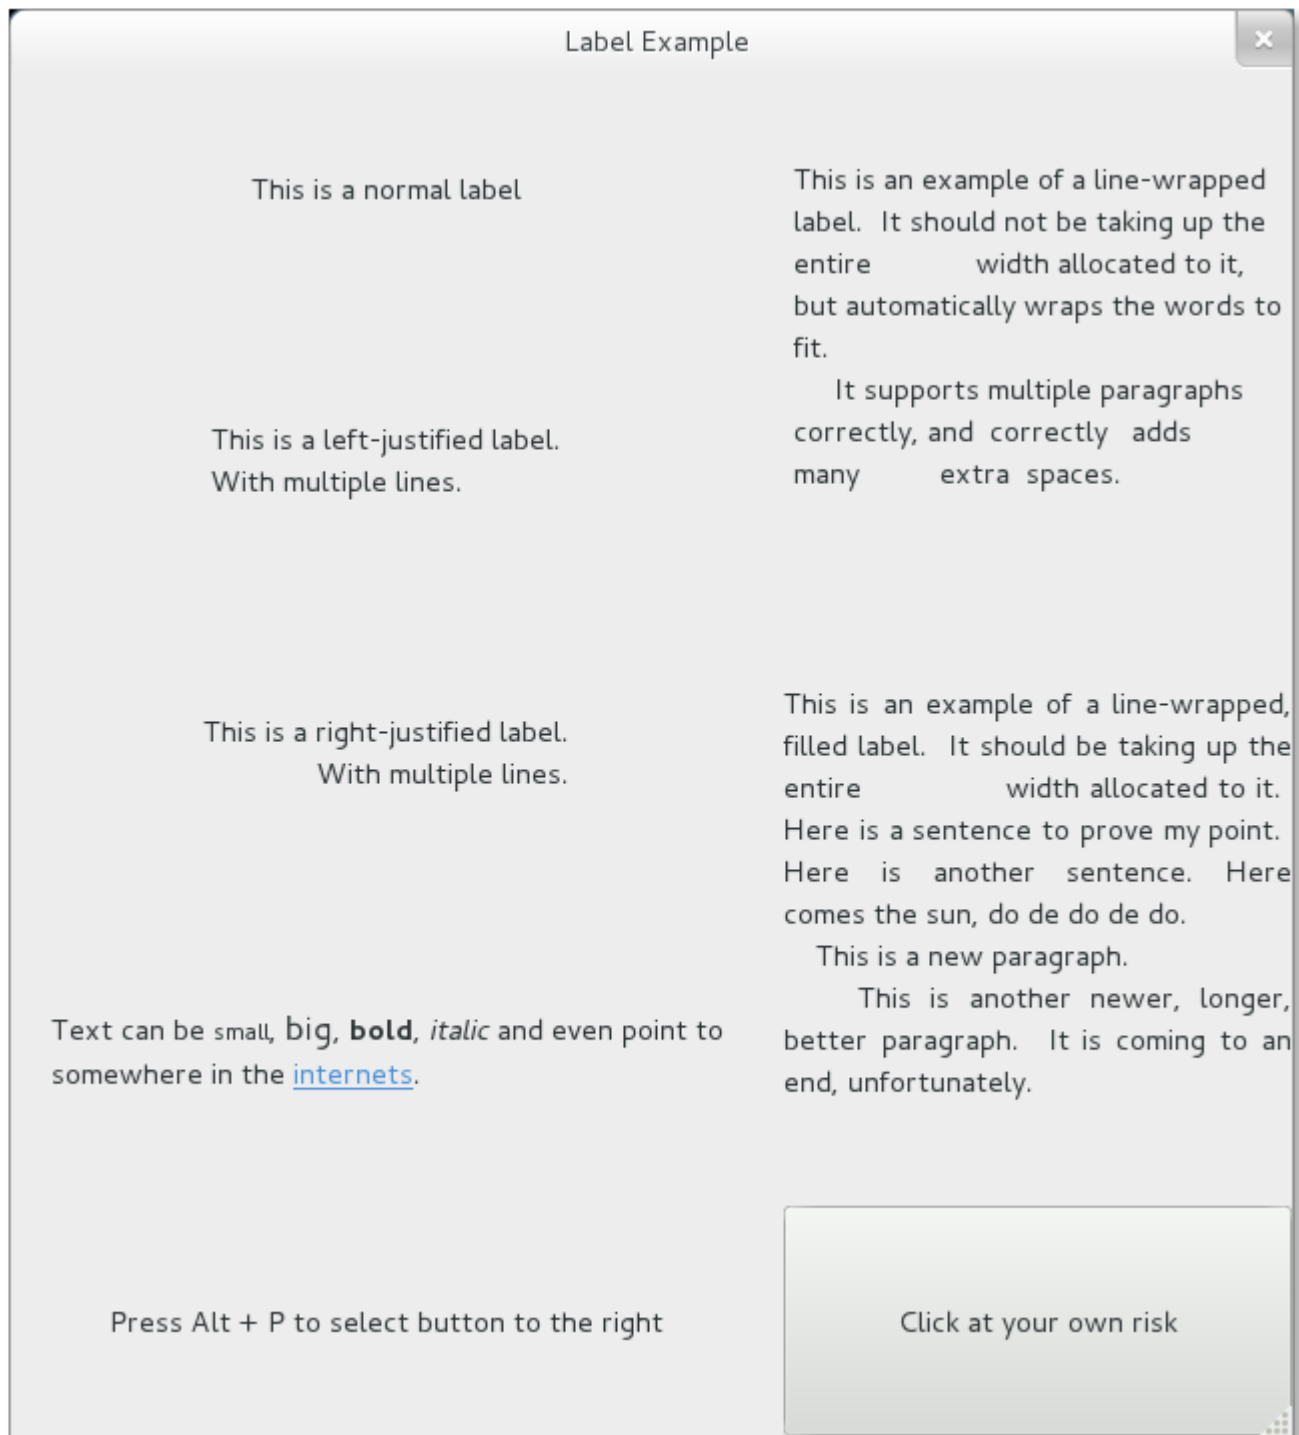 Label Example
This is a normal label
This is a left-justified label.
With multiple lines.
This is a right-justified label.
With multiple lines.
Text can be small, big, bold, italic and even point to
somewhere in the internets.
Press Alt + P to select button to the right
This is an example of a line-wrapped
label.  It should not be taking up the
entire             width allocated to it,
but automatically wraps the words to
fit.
     It supports multiple paragraphs
correctly, and  correctly   adds
many          extra  spaces.
This is an example of a line-wrapped,
filled label.  It should be taking up the
entire              width allocated to it.
Here is a sentence to prove my point.
Here is another sentence. Here
comes the sun, do de do de do.
    This is a new paragraph.
    This is another newer, longer,
better paragraph.  It is coming to an
end, unfortunately.
Click at your own risk